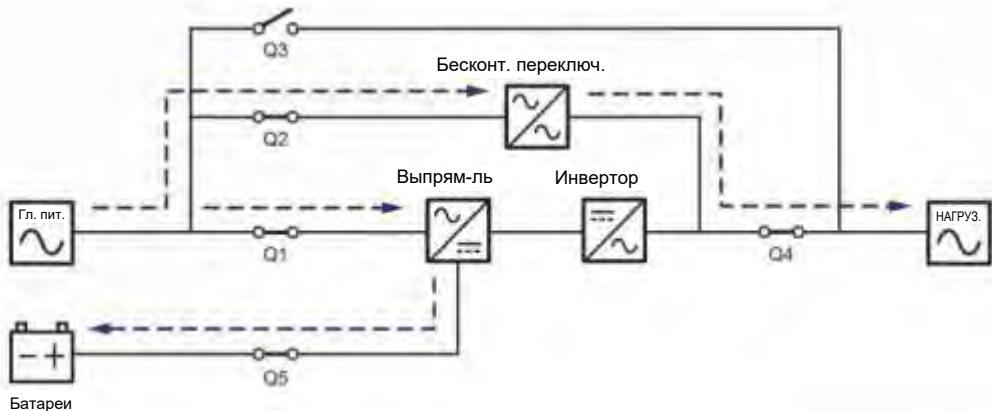 Q3
Бесконт. переключ.
Q2
Выпрям-ль
Инвертор
Гл. пит.
НАГРУЗ.
Q1
Q4
Q5
Батареи